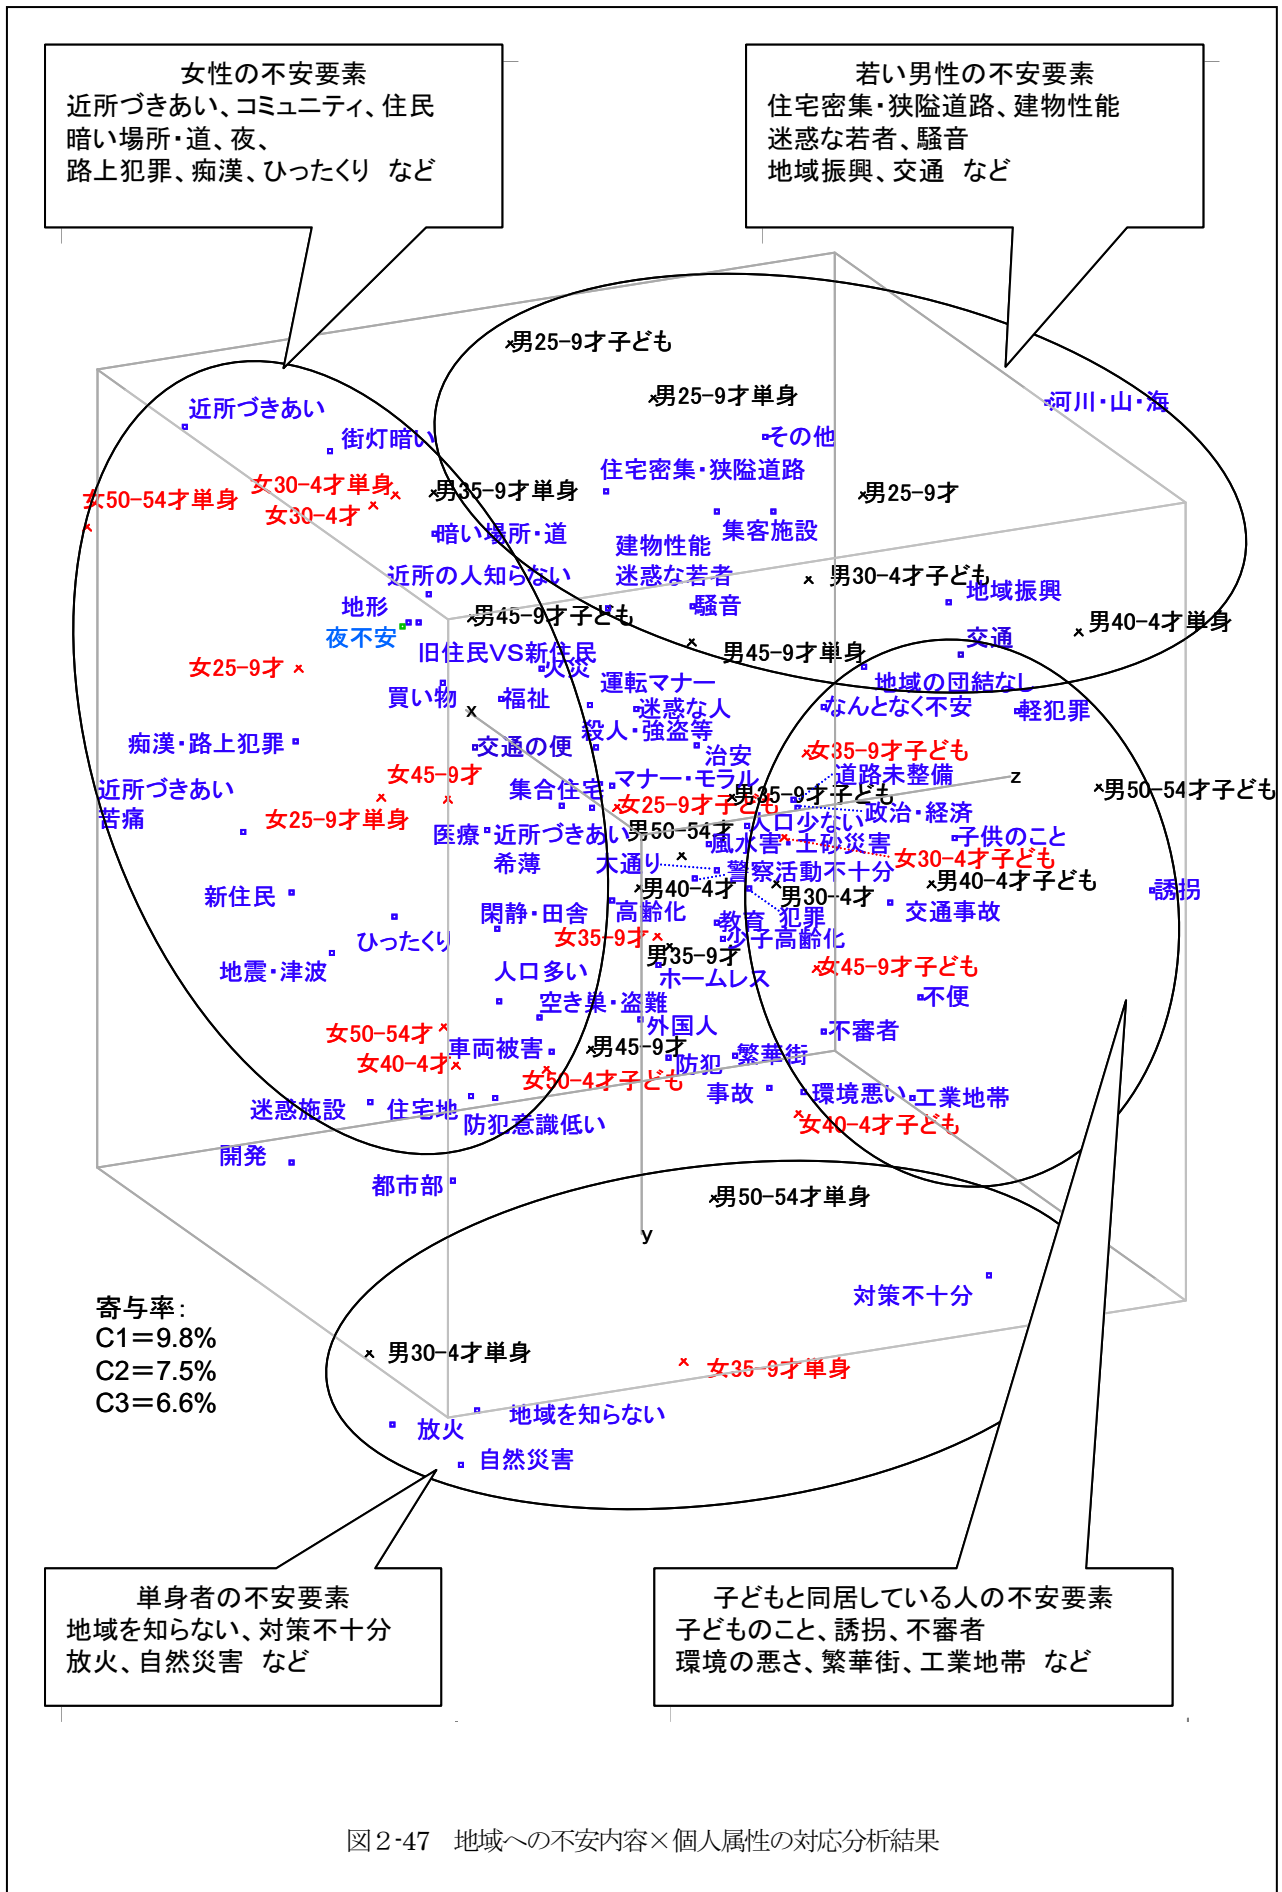 女性の不安要素
近所づきあい、コミュニティ、住民
暗い場所・道、夜、
路上犯罪、痴漢、ひったくり など
若い男性の不安要素
住宅密集・狭隘道路、建物性能
迷惑な若者、騒音
地域振興、交通 など
男25-9才子ども
男25-9才単身
河川・山・海
近所づきあい
街灯暗い
その他
住宅密集・狭隘道路
女30-4才単身
女50-54才単身
男35-9才単身
男25-9才
女30-4才
暗い場所・道
集客施設
建物性能
近所の人知らない
迷惑な若者
男30-4才子ども
地域振興
地形
騒音
男45-9才子ども
男40-4才単身
夜不安
交通
旧住民VS新住民
男45-9才単身
女25-9才
火災
運転マナー
地域の団結なし
買い物
福祉
迷惑な人
なんとなく不安
軽犯罪
x
殺人・強盗等
痴漢・路上犯罪
交通の便
治安
女35-9才子ども
女45-9才
マナー・モラル
道路未整備
z
近所づきあい
苦痛
集合住宅
男35-9才子ども
男50-54才子ども
女25-9才子ども
政治・経済
女25-9才単身
人口少ない
医療
近所づきあい
希薄
男50-54才
風水害・土砂災害
子供のこと
大通り
警察活動不十分
女30-4才子ども
新住民
男40-4才
男30-4才
男40-4才子ども
誘拐
閑静・田舎
高齢化
教育
犯罪
交通事故
ひったくり
女35-9才
少子高齢化
男35-9才
地震・津波
人口多い
ホームレス
女45-9才子ども
空き巣・盗難
不便
女50-54才
外国人
不審者
車両被害
男45-9才
女40-4才
防犯
繁華街
女50-4才子ども
事故
環境悪い
工業地帯
迷惑施設
住宅地
防犯意識低い
女40-4才子ども
開発
都市部
男50-54才単身
y
対策不十分
寄与率:
C1＝9.8%
C2＝7.5%
C3＝6.6%
男30-4才単身
女35-9才単身
地域を知らない
放火
自然災害
単身者の不安要素
地域を知らない、対策不十分
放火、自然災害 など
子どもと同居している人の不安要素
子どものこと、誘拐、不審者
環境の悪さ、繁華街、工業地帯 など
図２-47 地域への不安内容×個人属性の対応分析結果